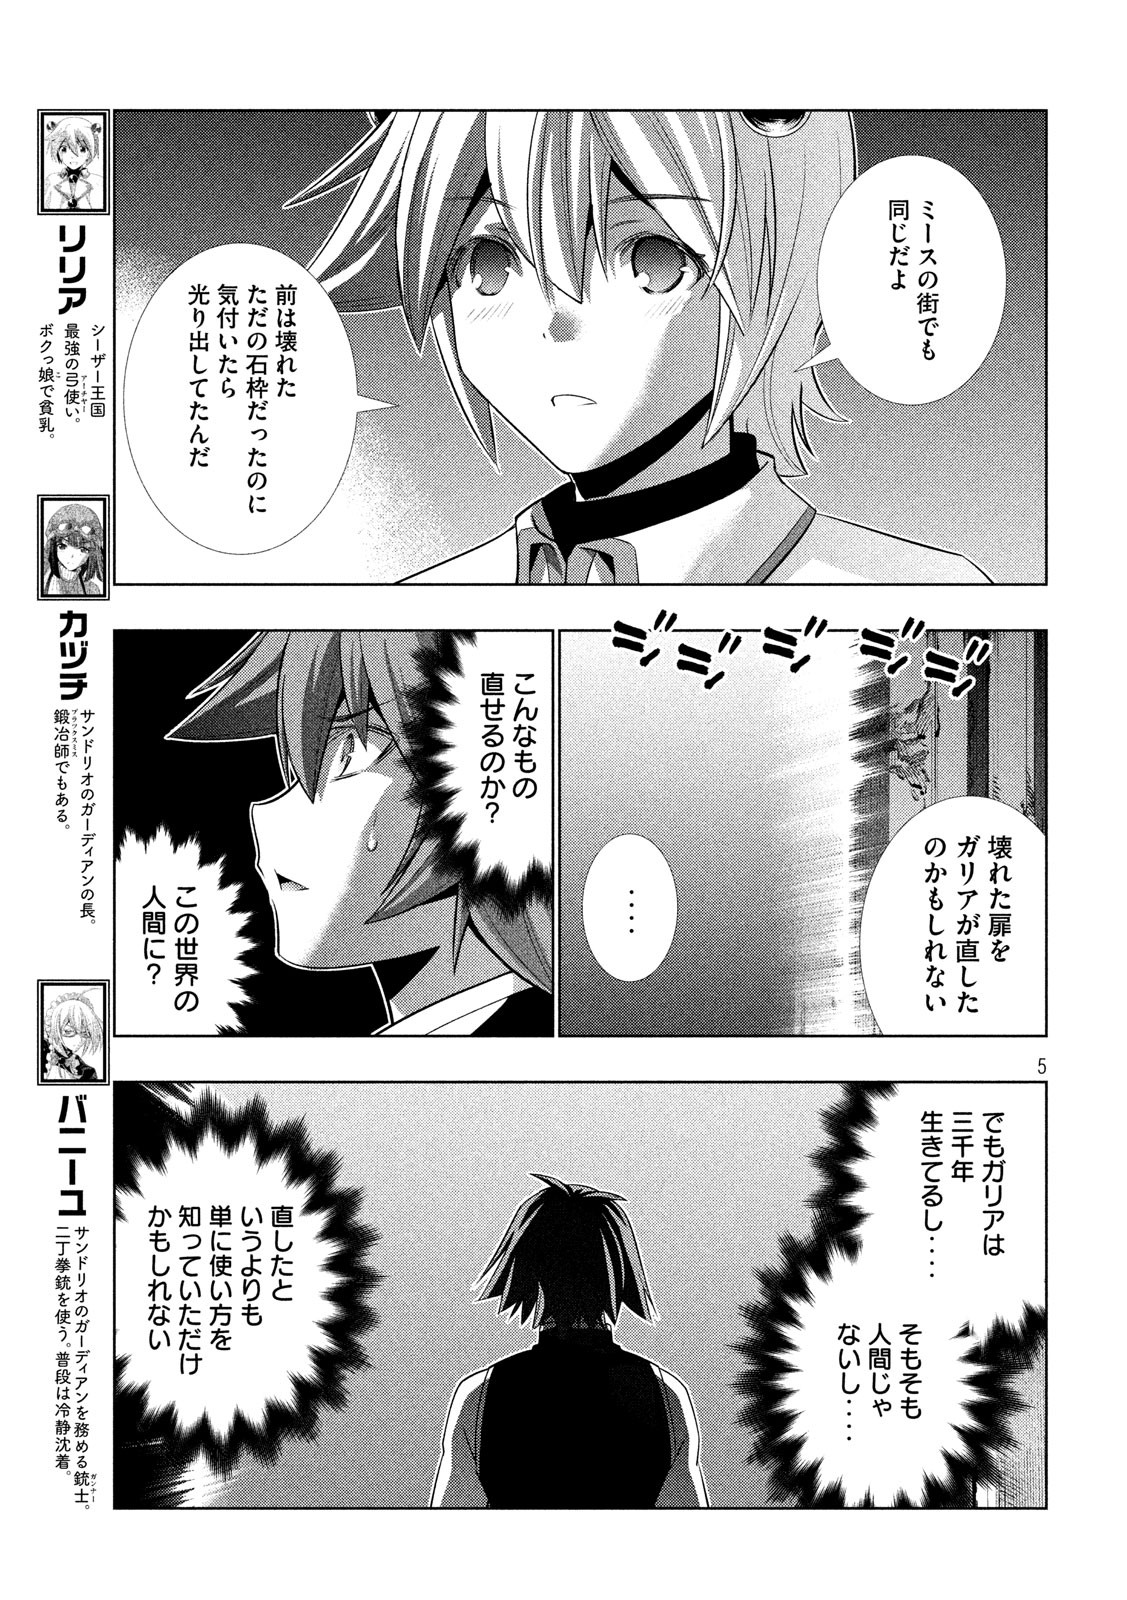 ミースの街でも
同じだよ
前は壊れた
ただの石枠だったのに
気付いたら
光り出してたんだ
ミ゛ミ゛ミ゛ミ゛ミ゛
壊れた扉を
ガリアが直した
のかもしれない
‥‥
こんなもの
直せるのか?
この世界の
人間に?
5
でもガリアは
三千年
生きてるし‥‥
そもそも
人間じゃ
ないし‥‥
直したと
いうよりも
単に使い方を
知っていただけ
かもしれない
リリア
シーザー王国
最強の弓使い。
アーチャー
ボクっ娘で貧乳。
こ
カヅチ
サンドリオのガーディアンの長。
鍛冶師でもある。
ブラックスミス
バニーユ
サンドリオのガーディアンを務める銃士。
ガンナー
二丁拳銃を使う。普段は冷静沈着。